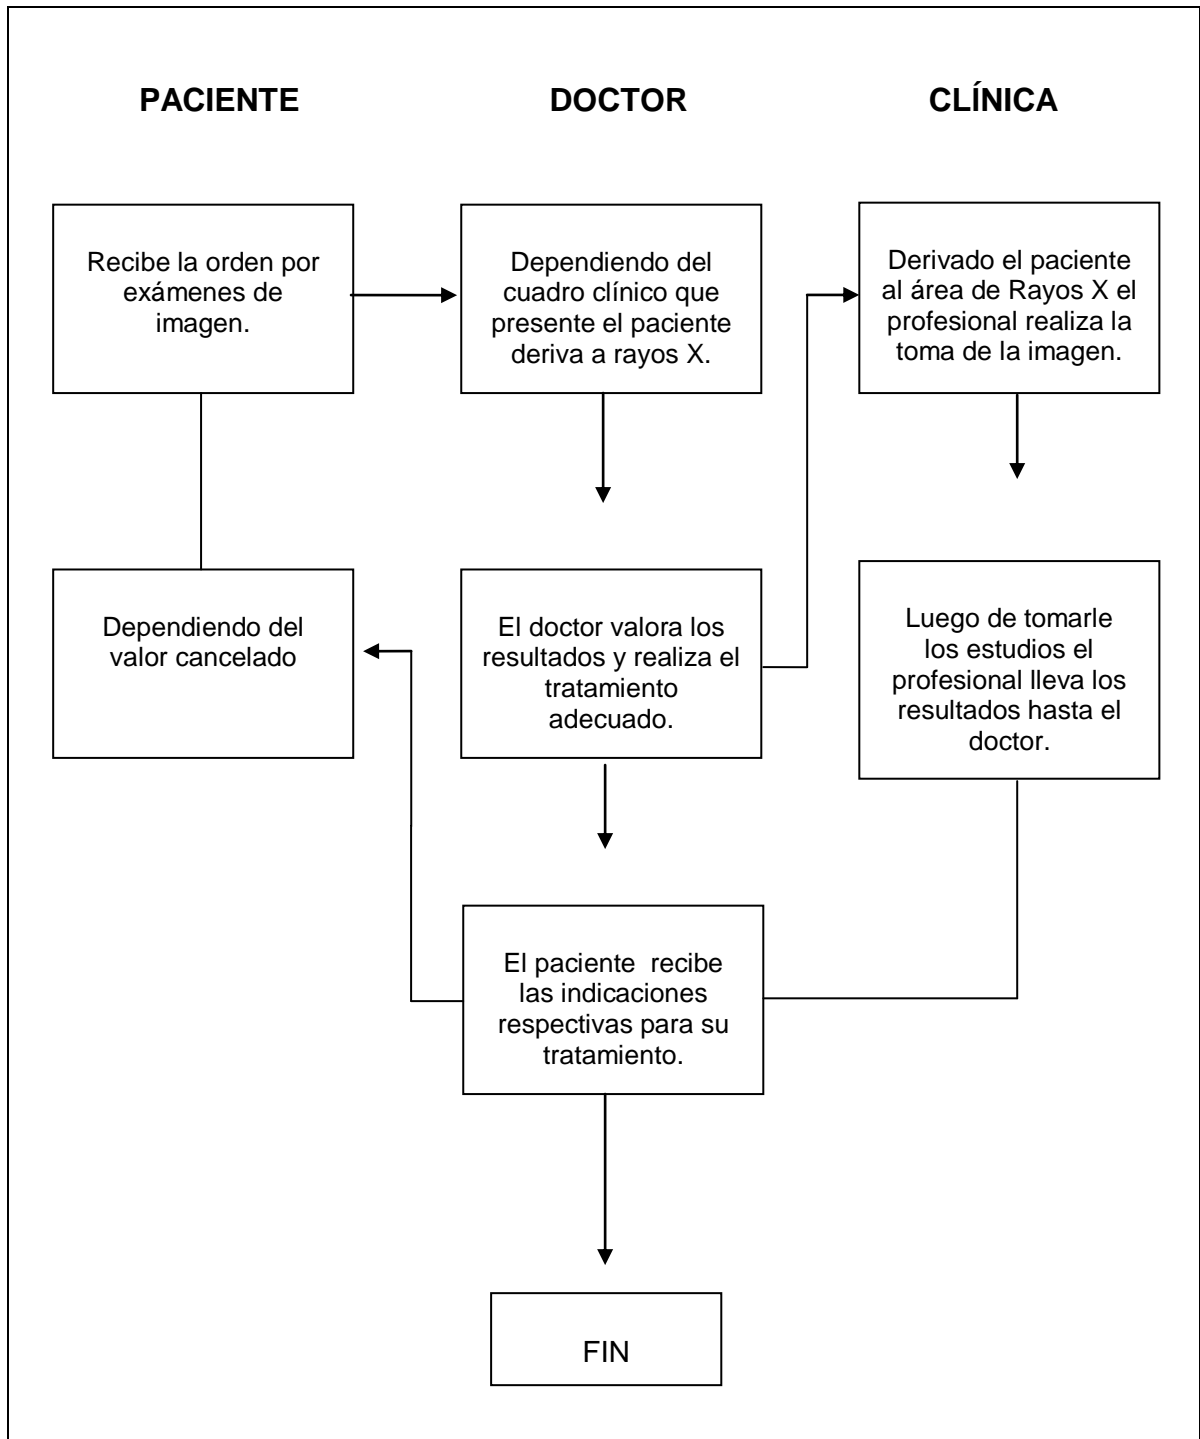 PACIENTE
DOCTOR
CLÍNICA
Recibe la orden por
exámenes de
imagen.
Dependiendo del
cuadro clínico que
presente el paciente
deriva a rayos X.
Derivado el paciente
al área de Rayos X el
profesional realiza la
toma de la imagen.
Dependiendo del
valor cancelado
El doctor valora los
resultados y realiza el
tratamiento
adecuado.
Luego de tomarle
los estudios el
profesional lleva los
resultados hasta el
doctor.
El paciente recibe
las indicaciones
respectivas para su
tratamiento.
FIN